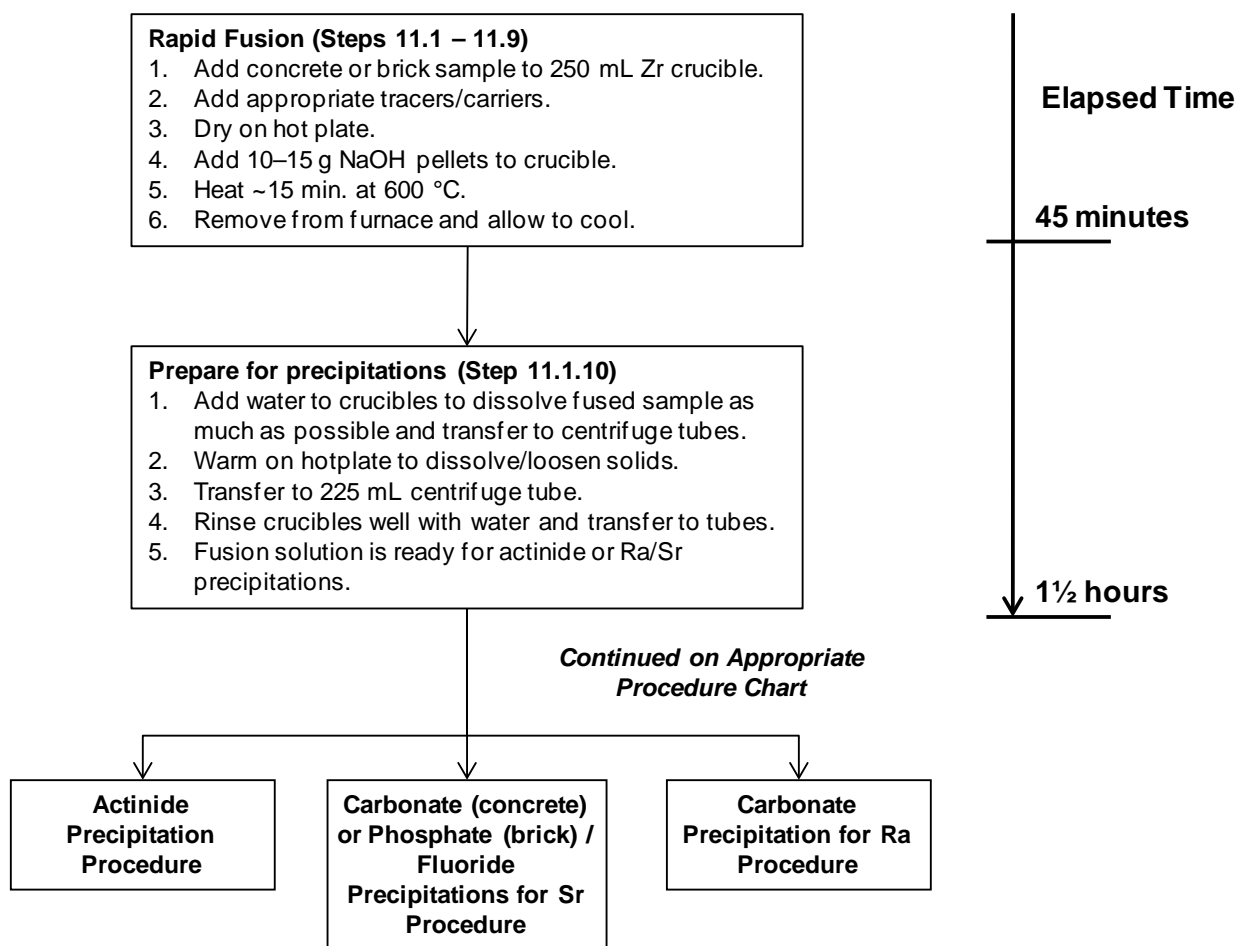 Rapid Fusion (Steps 11.1 – 11.9)
1. Add concrete or brick sample to 250 mL Zr crucible.
2. Add appropriate tracers/carriers.
3. Dry on hot plate.
4. Add 10–15 g NaOH pellets to crucible.
5. Heat ~15 min. at 600 °C.
6. Remove from furnace and allow to cool.
Elapsed Time
45 minutes
Prepare for precipitations (Step 11.1.10)
1. Add water to crucibles to dissolve fused sample as
much as possible and transfer to centrifuge tubes.
2. Warm on hotplate to dissolve/loosen solids.
3. Transfer to 225 mL centrifuge tube.
4. Rinse crucibles well with water and transfer to tubes.
5. Fusion solution is ready for actinide or Ra/Sr
precipitations.
1½ hours
Continued on Appropriate
Procedure Chart
Actinide
Precipitation
Procedure
Carbonate (concrete)
or Phosphate (brick) /
Fluoride
Precipitations for Sr
Procedure
Carbonate
Precipitation for Ra
Procedure